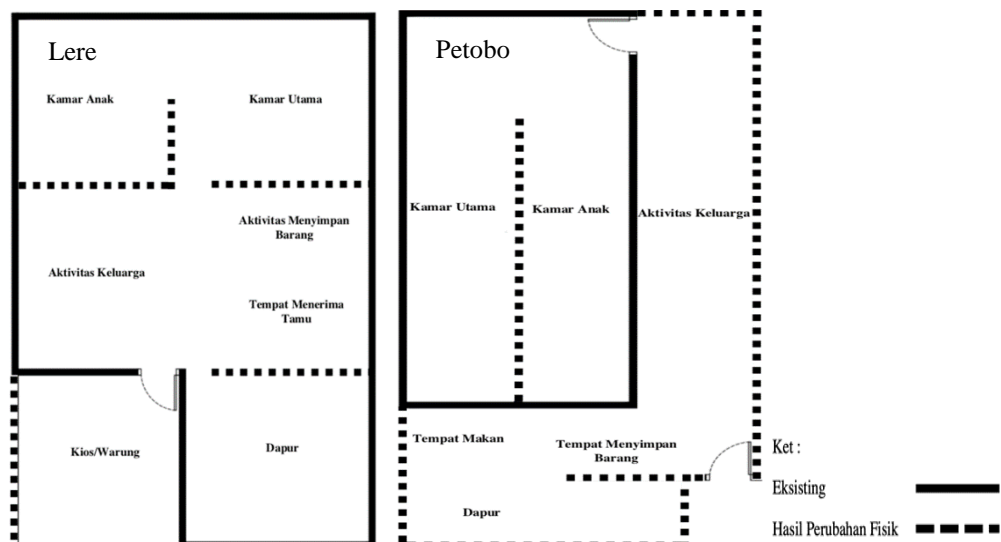 Lere
Kamar Anak
Kamar Utama
Aktivitas Menyimpan
Barang
Aktivitas Keluarga
Tempat Menerima
Tamu
Kios/Warung
Dapur
Petobo
Kamar Utama
Kamar Anak
Aktivitas Keluarga
Tempat Makan
Tempat Menyimpan
Barang
Dapur
Ket :
Eksisting
Hasil Perubahan Fisik